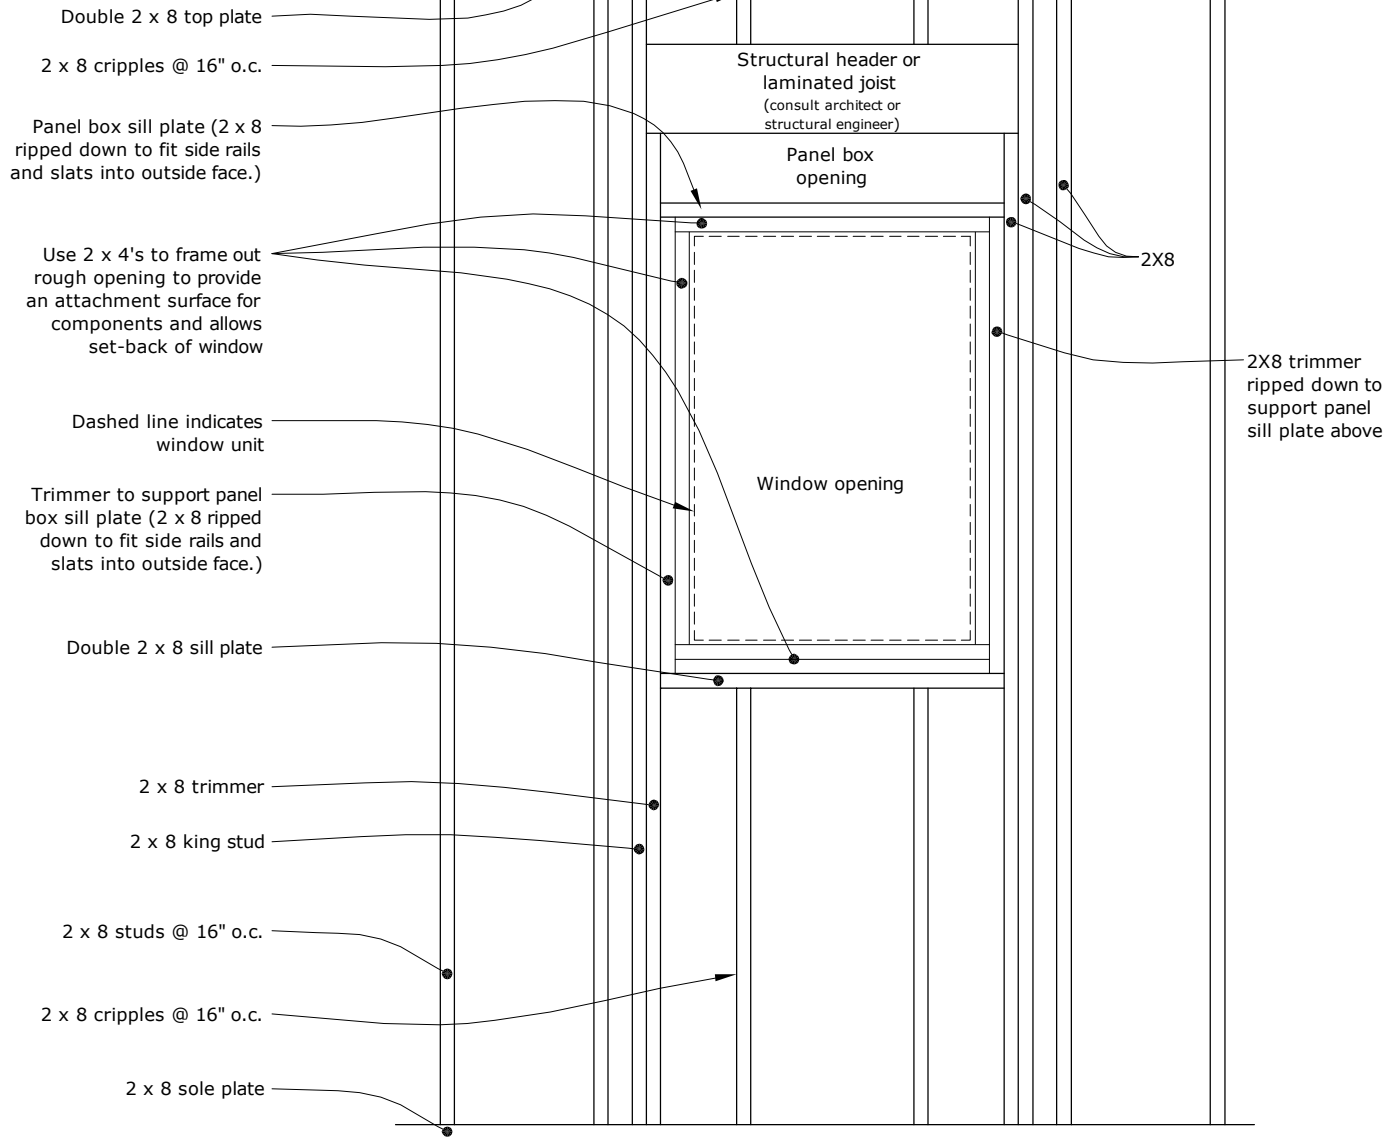 Double 2 x 8 top plate
2 x 8 cripples @ 16" o.c.
Structural header or
laminated joist
(consult architect or
structural engineer)
Panel box sill plate (2 x 8
ripped down to fit side rails
and slats into outside face.)
Panel box
opening
Use 2 x 4's to frame out
rough opening to provide
an attachment surface for
components and allows
set-back of window
2X8
2X8 trimmer
ripped down to
support panel
sill plate above
Dashed line indicates
window unit
Window opening
Trimmer to support panel
box sill plate (2 x 8 ripped
down to fit side rails and
slats into outside face.)
Double 2 x 8 sill plate
2 x 8 trimmer
2 x 8 king stud
2 x 8 studs @ 16" o.c.
2 x 8 cripples @ 16" o.c.
2 x 8 sole plate